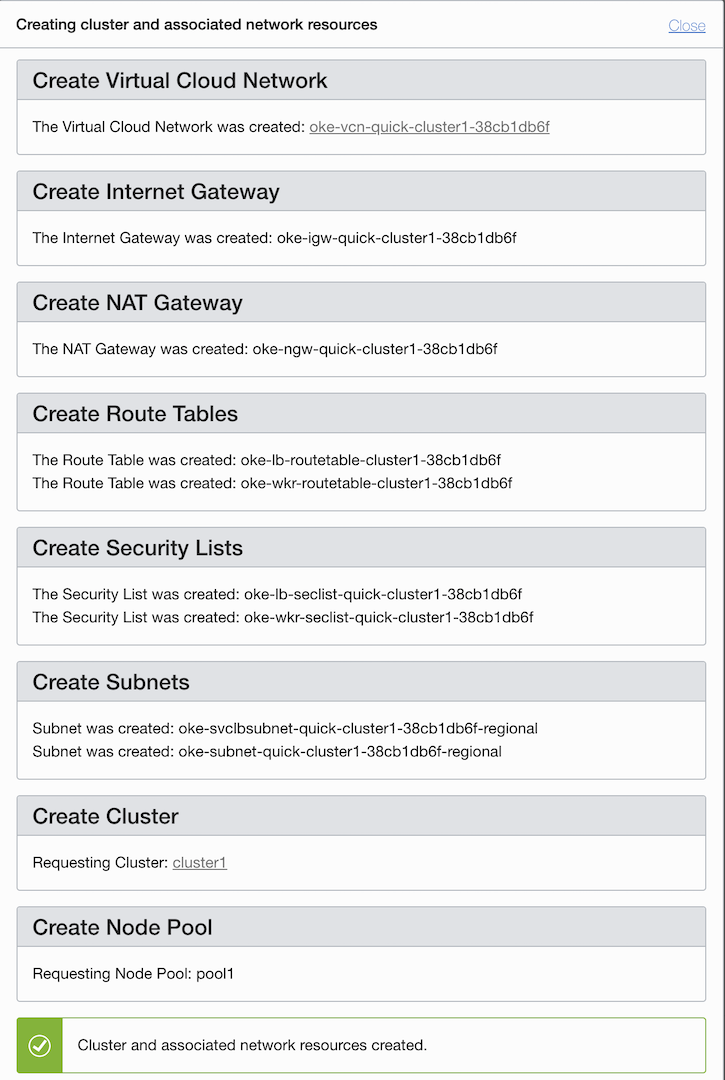 Creating cluster and associated network resources
Close
Create Virtual Cloud Network
The Virtual Cloud Network was created: oke-vcn-quick-cluster1-38cb1db6f
Create Internet Gateway
The Internet Gateway was created: oke-igw-quick-cluster1-38cb1db6f
Create NAT Gateway
The NAT Gateway was created: oke-ngw-quick-cluster1-38cb1db6f
Create Route Tables
The Route Table was created: oke-lb-routetable-cluster1-38cb1db6f
The Route Table was created: oke-wkr-routetable-cluster1-38cb1db6f
Create Security Lists
The Security List was created: oke-lb-seclist-quick-cluster1-38cb1db6f
The Security List was created: oke-wkr-seclist-quick-cluster1-38cb1db6f
Create Subnets
Subnet was created: oke-svclbsubnet-quick-cluster1-38cb1db6f-regional
Subnet was created: oke-subnet-quick-cluster1-38cb1db6f-regional
Create Cluster
Requesting Cluster: cluster1
Create Node Pool
Requesting Node Pool: pool1
Cluster and associated network resources created.